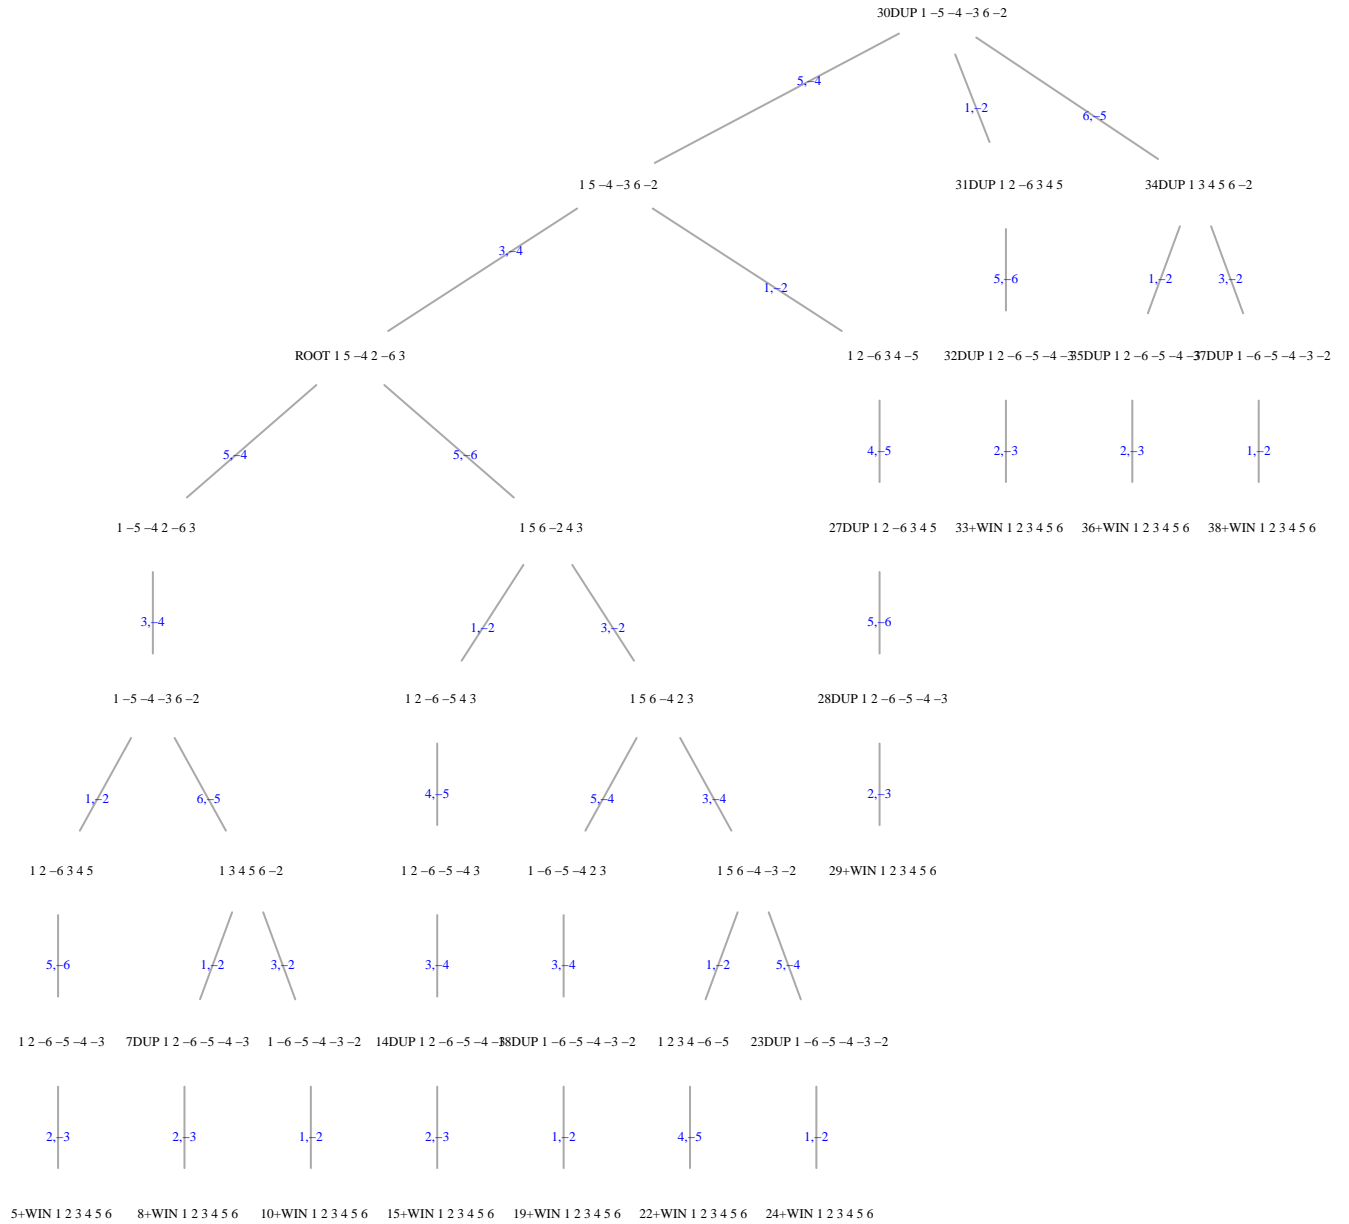 30DUP 1 −5 −4 −3 6 −2
5,−4
1,−2
6,−5
1 5 −4 −3 6 −2
31DUP 1 2 −6 3 4 5
34DUP 1 3 4 5 6 −2
3,−4
1,−2
5,−6
1,−2
3,−2
ROOT 1 5 −4 2 −6 3
1 2 −6 3 4 −5
32DUP 1 2 −6 −5 −4 −3
35DUP 1 2 −6 −5 −4 −3
37DUP 1 −6 −5 −4 −3 −2
5,−4
5,−6
4,−5
2,−3
2,−3
1,−2
1 −5 −4 2 −6 3
1 5 6 −2 4 3
27DUP 1 2 −6 3 4 5
33+WIN 1 2 3 4 5 6
36+WIN 1 2 3 4 5 6
38+WIN 1 2 3 4 5 6
3,−4
1,−2
3,−2
5,−6
1 −5 −4 −3 6 −2
1 2 −6 −5 4 3
1 5 6 −4 2 3
28DUP 1 2 −6 −5 −4 −3
1,−2
6,−5
4,−5
5,−4
3,−4
2,−3
1 2 −6 3 4 5
1 3 4 5 6 −2
1 2 −6 −5 −4 3
1 −6 −5 −4 2 3
1 5 6 −4 −3 −2
29+WIN 1 2 3 4 5 6
5,−6
1,−2
3,−2
3,−4
3,−4
1,−2
5,−4
1 2 −6 −5 −4 −3
7DUP 1 2 −6 −5 −4 −3
1 −6 −5 −4 −3 −2
14DUP 1 2 −6 −5 −4 −3
18DUP 1 −6 −5 −4 −3 −2
1 2 3 4 −6 −5
23DUP 1 −6 −5 −4 −3 −2
2,−3
2,−3
1,−2
2,−3
1,−2
4,−5
1,−2
5+WIN 1 2 3 4 5 6
8+WIN 1 2 3 4 5 6
10+WIN 1 2 3 4 5 6
15+WIN 1 2 3 4 5 6
19+WIN 1 2 3 4 5 6
22+WIN 1 2 3 4 5 6
24+WIN 1 2 3 4 5 6